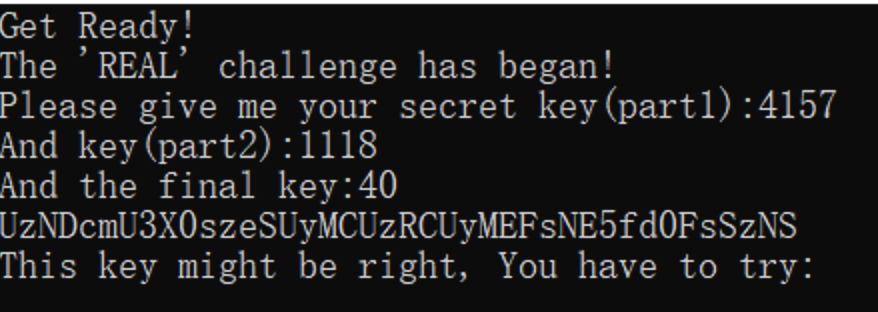 Get Ready!
The 'REAL' challenge has began!
Please give me your secret key(part1):4157
And key(part2):1118
And the final key:40
UzNDcmU3X0szeSUyMCUzRCUyMEFsNE5fd0FsSzNS
This key might be right, You have to try: